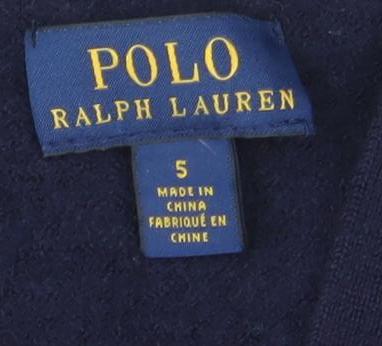 POLO
RALPH LAUREN
5
MADE IN
CHINA
FABRIQUÉ EN
CHINE